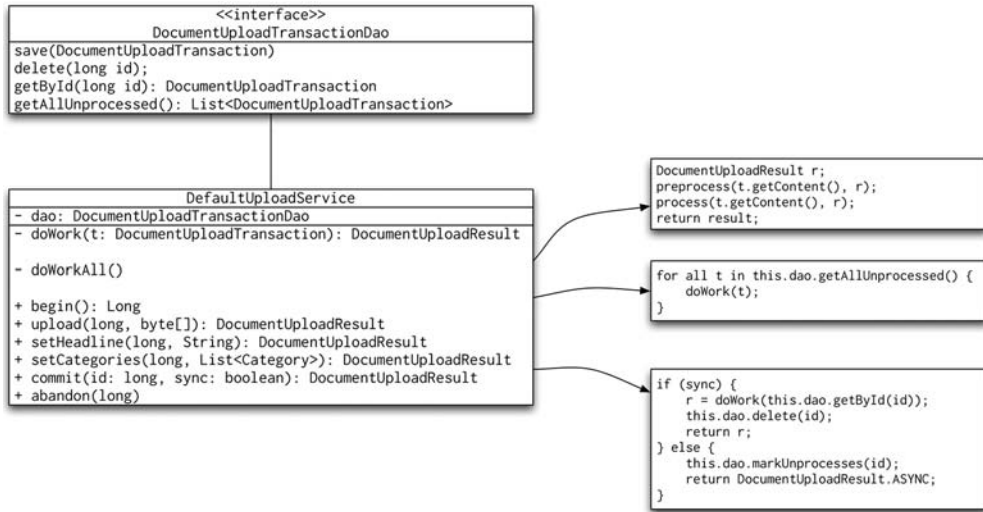 <<interface>>
DocumentUploadTransactionDao
save(DocumentUploadTransaction)
delete(long id);
getById(long id): DocumentUploadTransaction
getAllUnprocessed(): List<DocumentUploadTransaction>
DefaultUploadService
- dao: DocumentUploadTransactionDao
- doWork(t: DocumentUploadTransaction): DocumentUploadResult
- doWorkAll()
+ begin(): Long
+ upload(long, byte[]): DocumentUploadResult
+ setHeadline(long, String): DocumentUploadResult
+ setCategories(long, List<Category>): DocumentUploadResult
+ commit(id: long, sync: boolean): DocumentUploadResult
+ abandon(long)
DocumentUploadResult r;
preprocess(t.getContent(), r);
process(t.getContent(), r);
return result;
for all t in this.dao.getAllUnprocessed() {
doWork(t);
}
if (sync) {
r = doWork(this.dao.getById(id));
this.dao.delete(id);
return r;
} else {
this.dao.markUnprocesses(id);
return DocumentUploadResult.ASYNC;
}